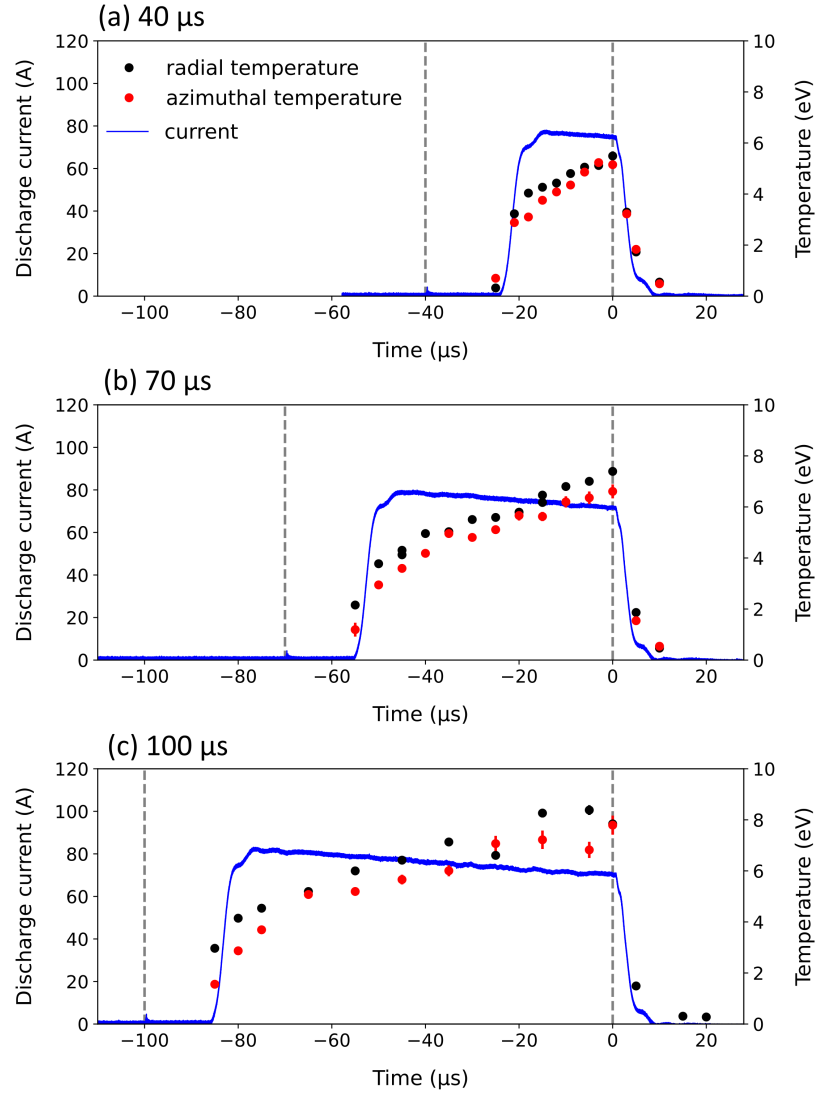 (a) 40 μs
120 10
100 radial temperature 8
azimuthal temperature
80 current 6
60
40 4
20 2
0 0
Discharge current (A)
Temperature (eV)
−100 −80 −60 −40 −20 0 20
Time (μs)
(b) 70 μs
120 10
100 8
80 6
60
40 4
20 2
0 0
Discharge current (A)
Temperature (eV)
−100 −80 −60 −40 −20 0 20
Time (μs)
(c) 100 μs
120 10
100 8
80 6
60
40 4
20 2
0 0
Discharge current (A)
Temperature (eV)
−100 −80 −60 −40 −20 0 20
Time (μs)